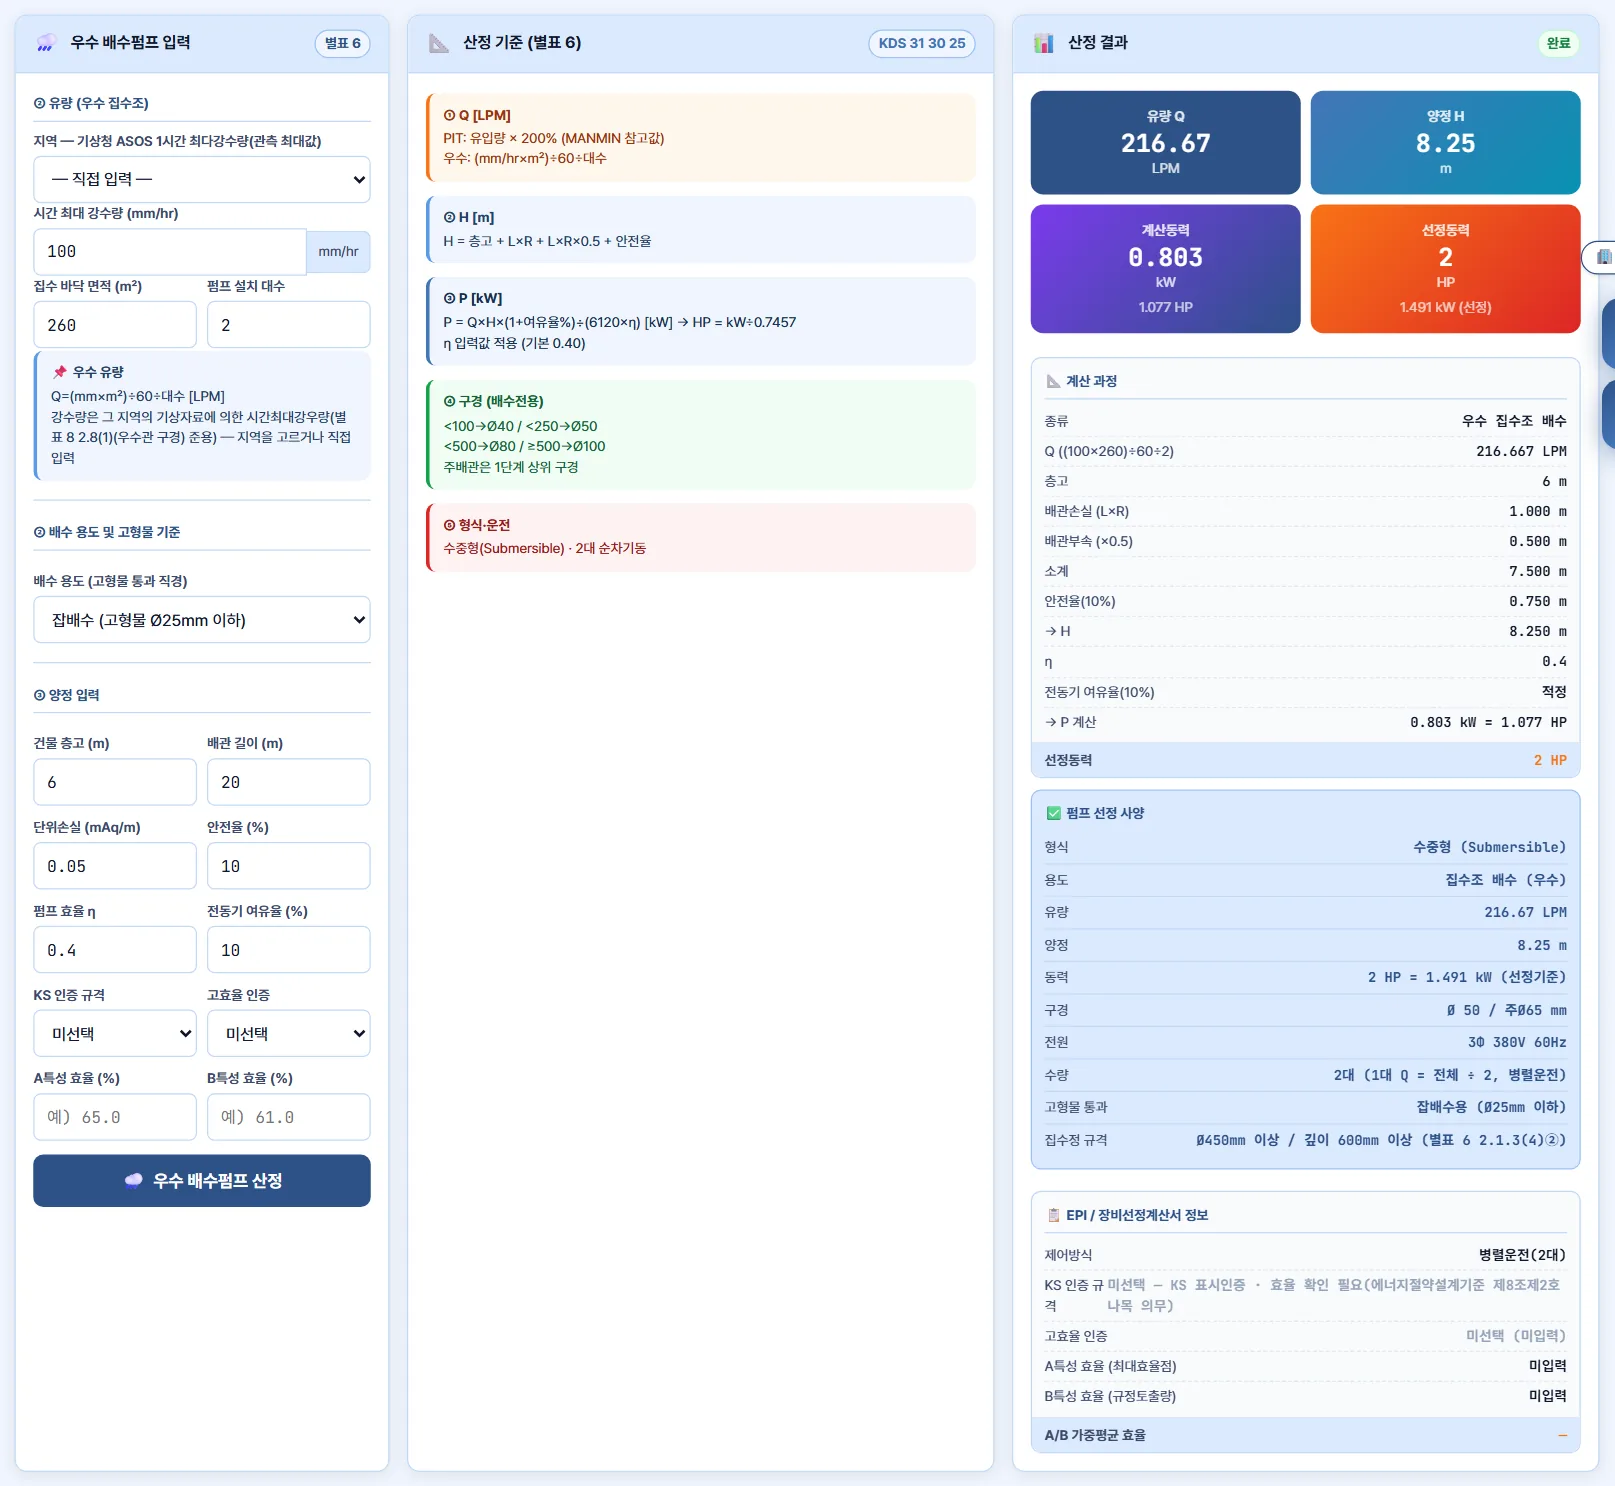 우수 배수펌프 입력
별표 6
② 유량 (우수 집수조)
지역 — 기상청 ASOS 1시간 최다강수량(관측 최대값)
— 직접 입력 —
시간 최대 강수량 (mm/hr)
100 mm/hr
집수 바닥 면적 (m²) 펌프 설치 대수
260 2
우수 유량
Q=(mm×m²)÷60÷대수 [LPM]
강수량은 그 지역의 기상자료에 의한 시간최대강우량(별
표 8 2.8(1)(우수관 구경) 준용) — 지역을 고르거나 직접
입력
② 배수 용도 및 고형물 기준
배수 용도 (고형물 통과 직경)
잡배수 (고형물 Ø25mm 이하)
③ 양정 입력
건물 층고 (m) 배관 길이 (m)
6 20
단위손실 (mAq/m) 안전율 (%)
0.05 10
펌프 효율 η 전동기 여유율 (%)
0.4 10
KS 인증 규격 고효율 인증
미선택 미선택
A특성 효율 (%) B특성 효율 (%)
예) 65.0 예) 61.0
우수 배수펌프 산정
산정 기준 (별표 6)
KDS 31 30 25
① Q [LPM]
PIT: 유입량 × 200% (MANMIN 참고값)
우수: (mm/hr×m²)÷60÷대수
② H [m]
H = 층고 + L×R + L×R×0.5 + 안전율
③ P [kW]
P = Q×H×(1+여유율%)÷(6120×η) [kW] → HP = kW÷0.7457
η 입력값 적용 (기본 0.40)
④ 구경 (배수전용)
<100→Ø40 / <250→Ø50
<500→Ø80 / ≥500→Ø100
주배관은 1단계 상위 구경
⑤ 형식·운전
수중형(Submersible) · 2대 순차기동
산정 결과
완료
유량 Q
216.67
LPM
양정 H
8.25
m
계산동력
0.803
kW
1.077 HP
선정동력
2
HP
1.491 kW (선정)
계산 과정
종류 우수 집수조 배수
Q ((100×260)÷60÷2) 216.667 LPM
층고 6 m
배관손실 (L×R) 1.000 m
배관부속 (×0.5) 0.500 m
소계 7.500 m
안전율(10%) 0.750 m
→ H 8.250 m
η 0.4
전동기 여유율(10%) 적정
→ P 계산 0.803 kW = 1.077 HP
선정동력 2 HP
펌프 선정 사양
형식 수중형 (Submersible)
용도 집수조 배수 (우수)
유량 216.67 LPM
양정 8.25 m
동력 2 HP = 1.491 kW (선정기준)
구경 Ø 50 / 주Ø65 mm
전원 3Φ 380V 60Hz
수량 2대 (1대 Q = 전체 ÷ 2, 병렬운전)
고형물 통과 잡배수용 (Ø25mm 이하)
집수정 규격 Ø450mm 이상 / 깊이 600mm 이상 (별표 6 2.1.3(4)②)
EPI / 장비선정계산서 정보
제어방식 병렬운전(2대)
KS 인증 규 미선택 — KS 표시인증 · 효율 확인 필요(에너지절약설계기준 제8조제2호
격 나목 의무)
고효율 인증 미선택 (미입력)
A특성 효율 (최대효율점) 미입력
B특성 효율 (규정토출량) 미입력
A/B 가중평균 효율 —